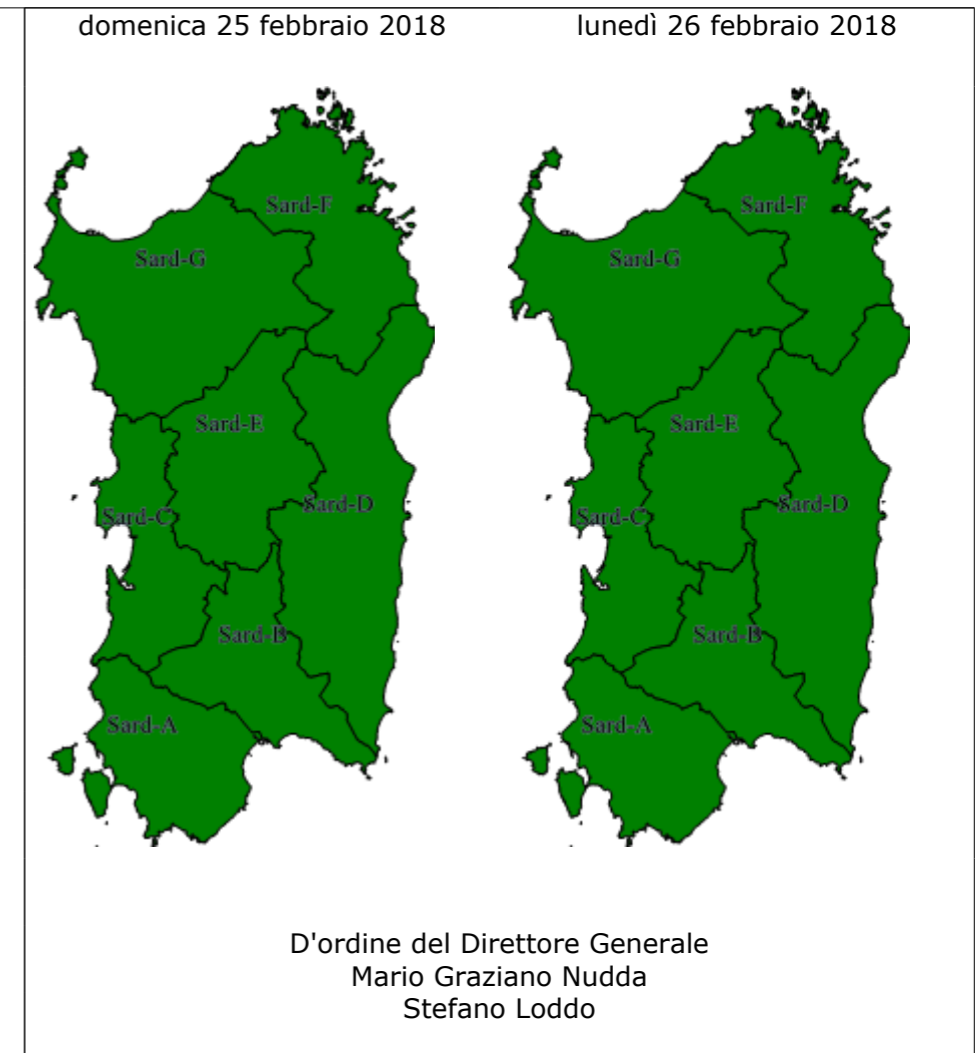 domenica 25 febbraio 2018
lunedì 26 febbraio 2018
Sard-F
Sard-G
Sard-E
Sard-D
Sard-C
Sard-B
Sard-A
Sard-F
Sard-G
Sard-E
Sard-D
Sard-C
Sard-B
Sard-A
D'ordine del Direttore Generale
Mario Graziano Nudda
Stefano Loddo